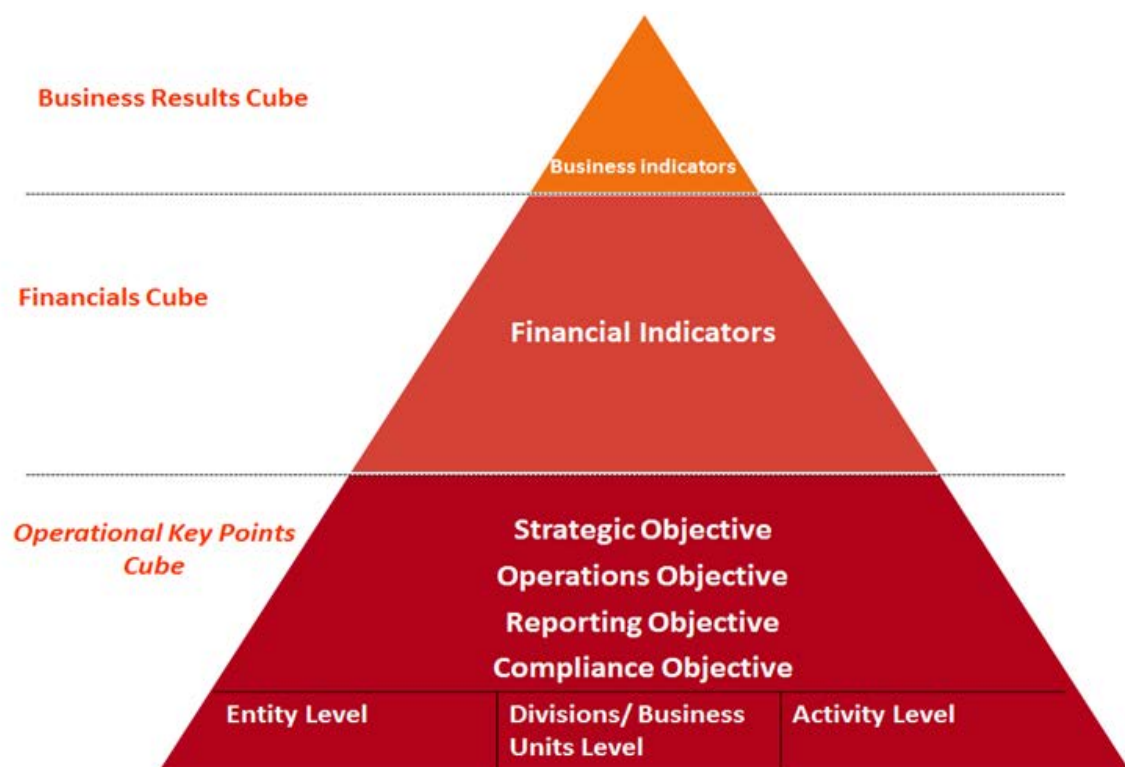 Business Results Cube
Business indicators
Financials Cube
Financial Indicators
Operational Key Points
Cube
Strategic Objective
Operations Objective
Reporting Objective
Compliance Objective
Entity Level
Divisions/ Business
Units Level
Activity Level